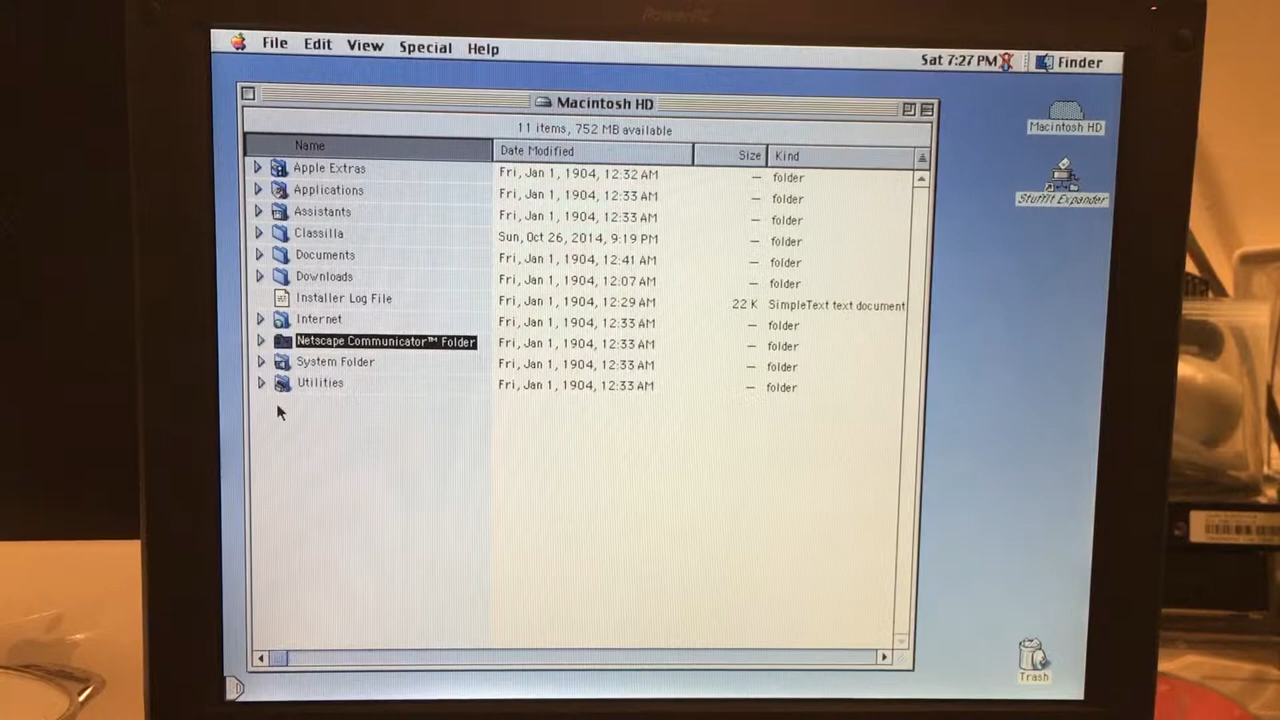 PowerPC
File Edit View Special Help Sat 7:27 PM Finder
Macintosh HD
11 items, 752 MB available
Name Date Modified Size Kind
Apple Extras Fri, Jan 1, 1904, 12:32 AM — folder
Applications Fri, Jan 1, 1904, 12:33 AM — folder
Assistants Fri, Jan 1, 1904, 12:33 AM — folder
Classilla Sun, Oct 26, 2014, 9:19 PM — folder
Documents Fri, Jan 1, 1904, 12:41 AM — folder
Downloads Fri, Jan 1, 1904, 12:07 AM — folder
Installer Log File Fri, Jan 1, 1904, 12:29 AM 22 K SimpleText text document
Internet Fri, Jan 1, 1904, 12:33 AM — folder
Netscape Communicator™ Folder Fri, Jan 1, 1904, 12:33 AM — folder
System Folder Fri, Jan 1, 1904, 12:33 AM — folder
Utilities Fri, Jan 1, 1904, 12:33 AM — folder
Macintosh HD
StuffIt Expander
Trash